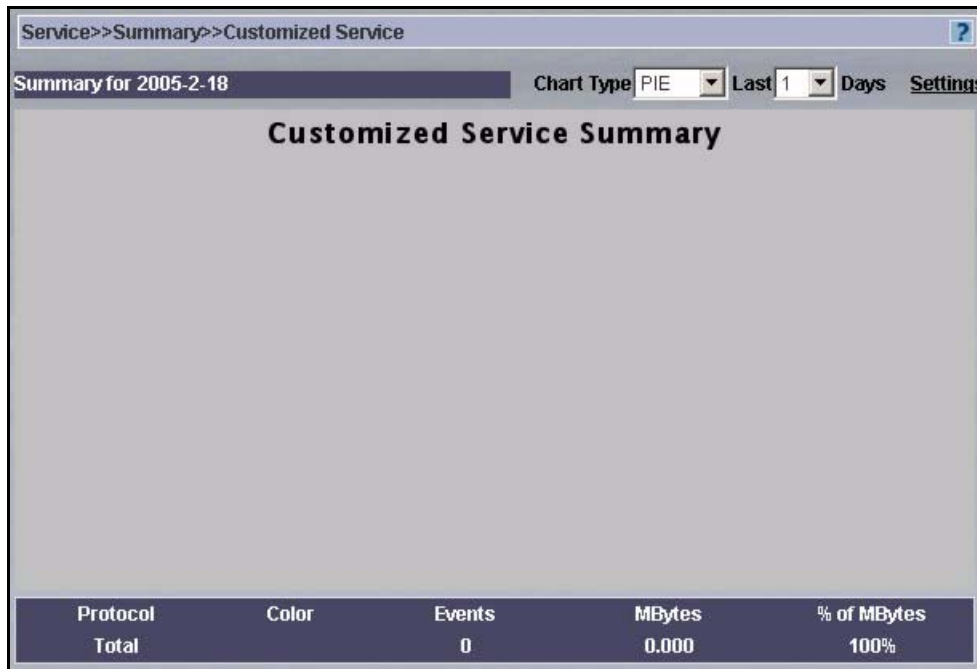 Service>>Summary>>Customized Service ?
Summary for 2005-2-18 Chart Type PIE Last 1 Days Settings
Customized Service Summary
Protocol Color Events MBytes % of MBytes
Total 0 0.000 100%